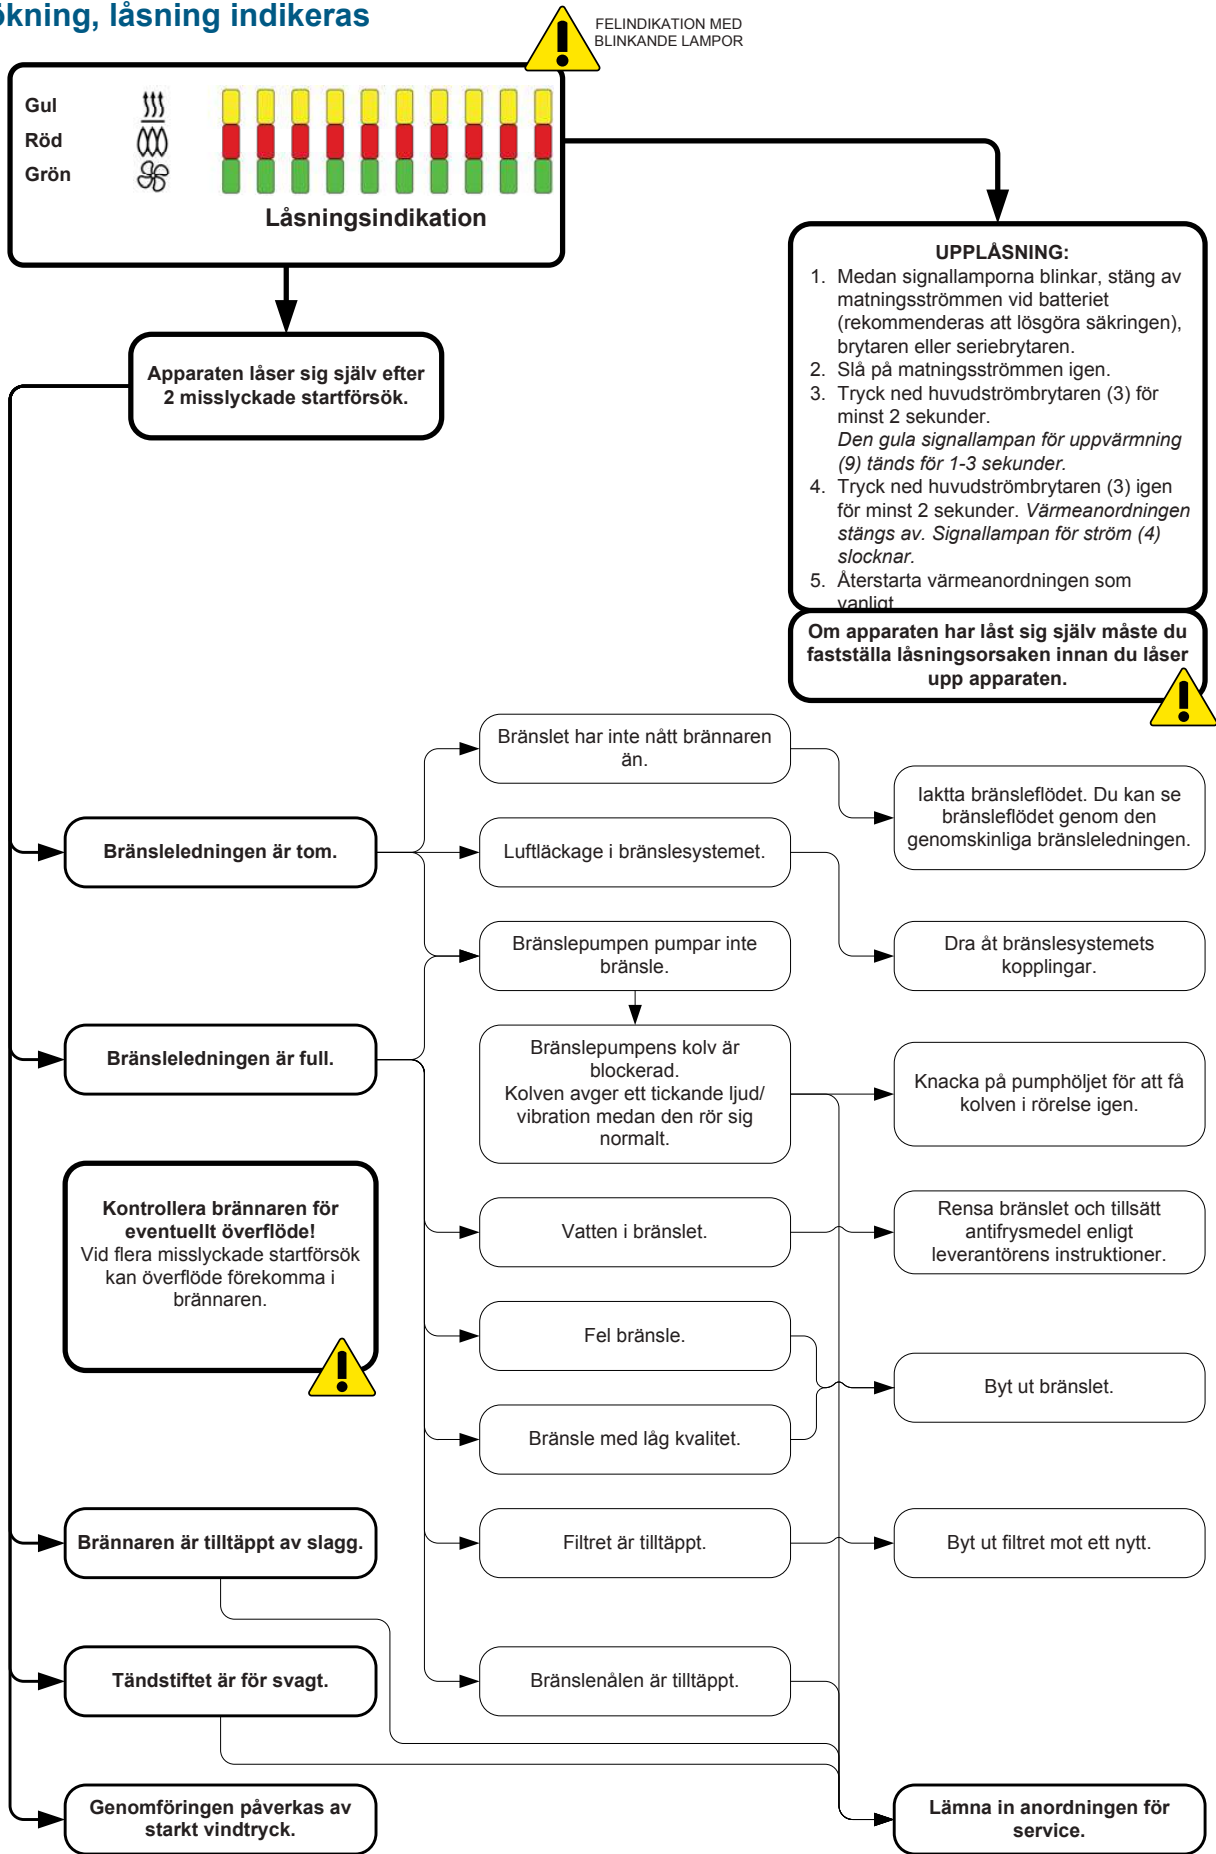 ökning, låsning indikeras
FELINDIKATION MED
BLINKANDE LAMPOR
Gul
Röd
Grön
Låsningsindikation
Apparaten låser sig själv efter
2 misslyckade startförsök.
UPPLÅSNING:
1. Medan signallamporna blinkar, stäng av
matningsströmmen vid batteriet
(rekommenderas att lösgöra säkringen),
brytaren eller seriebrytaren.
2. Slå på matningsströmmen igen.
3. Tryck ned huvudströmbrytaren (3) för
minst 2 sekunder.
Den gula signallampan för uppvärmning
(9) tänds för 1-3 sekunder.
4. Tryck ned huvudströmbrytaren (3) igen
för minst 2 sekunder. Värmeanordningen
stängs av. Signallampan för ström (4)
slocknar.
5. Återstarta värmeanordningen som
vanligt
Om apparaten har låst sig själv måste du
fastställa låsningsorsaken innan du låser
upp apparaten.
Bränsleledningen är tom.
Bränslet har inte nått brännaren
än.
Iaktta bränsleflödet. Du kan se
bränsleflödet genom den
genomskinliga bränsleledningen.
Luftläckage i bränslesystemet.
Dra åt bränslesystemets
kopplingar.
Bränslepumpen pumpar inte
bränsle.
Bränsleledningen är full.
Bränslepumpens kolv är
blockerad.
Kolven avger ett tickande ljud/
vibration medan den rör sig
normalt.
Knacka på pumphöljet för att få
kolven i rörelse igen.
Kontrollera brännaren för
eventuellt överflöde!
Vid flera misslyckade startförsök
kan överflöde förekomma i
brännaren.
Vatten i bränslet.
Rensa bränslet och tillsätt
antifrysmedel enligt
leverantörens instruktioner.
Fel bränsle.
Byt ut bränslet.
Bränsle med låg kvalitet.
Brännaren är tilltäppt av slagg.
Filtret är tilltäppt.
Byt ut filtret mot ett nytt.
Tändstiftet är för svagt.
Bränslenålen är tilltäppt.
Genomföringen påverkas av
starkt vindtryck.
Lämna in anordningen för
service.